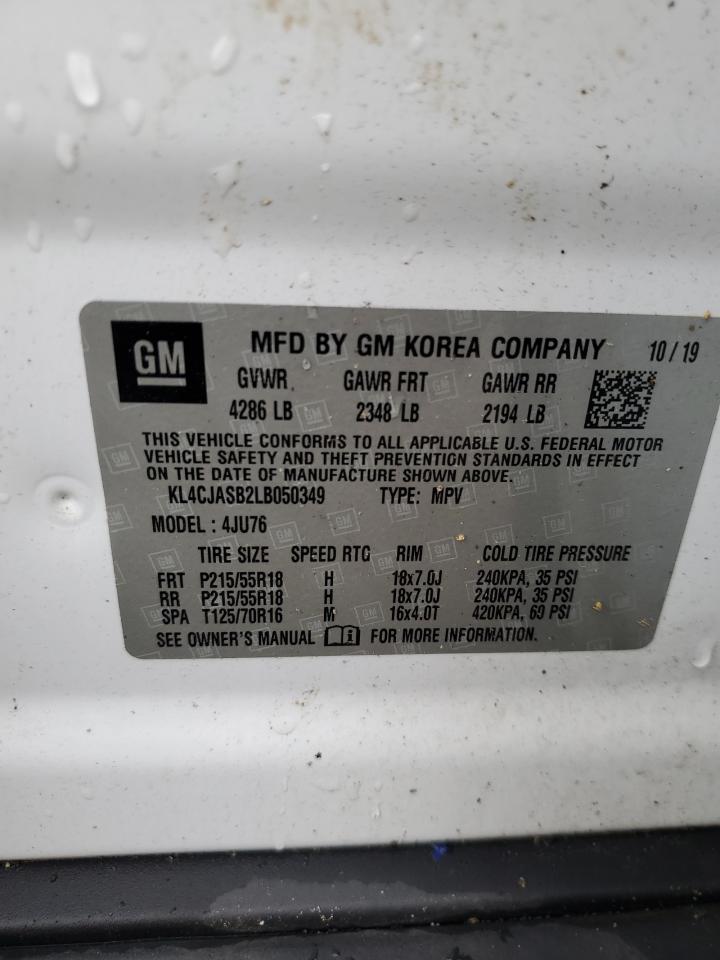 GM
MFD BY GM KOREA COMPANY 10/19
GVWR GAWR FRT GAWR RR
4286 LB 2348 LB 2194 LB
THIS VEHICLE CONFORMS TO ALL APPLICABLE U.S. FEDERAL MOTOR
VEHICLE SAFETY AND THEFT PREVENTION STANDARDS IN EFFECT
ON THE DATE OF MANUFACTURE SHOWN ABOVE.
KL4CJASB2LB050349 TYPE: MPV
MODEL : 4JU76
TIRE SIZE SPEED RTG RIM COLD TIRE PRESSURE
FRT P215/55R18 H 18x7.0J 240KPA, 35 PSI
RR P215/55R18 H 18x7.0J 240KPA, 35 PSI
SPA T125/70R16 M 16x4.0T 420KPA, 60 PSI
SEE OWNER'S MANUAL FOR MORE INFORMATION.